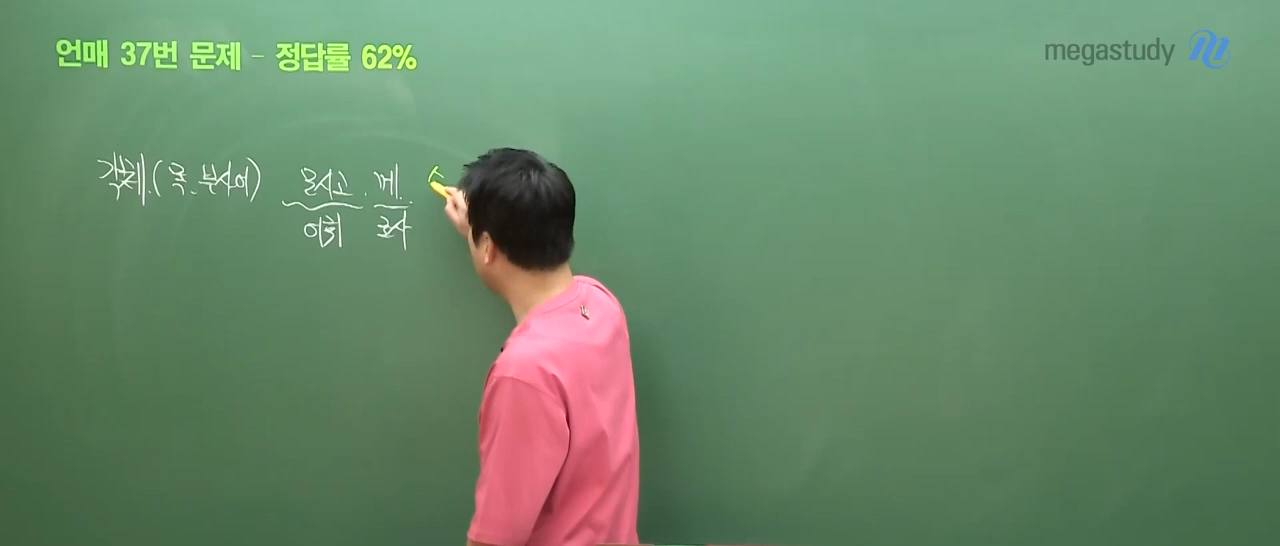 언매 37번 문제 - 정답률 62%
megastudy
객체.(목.부사어) 모시고. 께.
어휘 조사